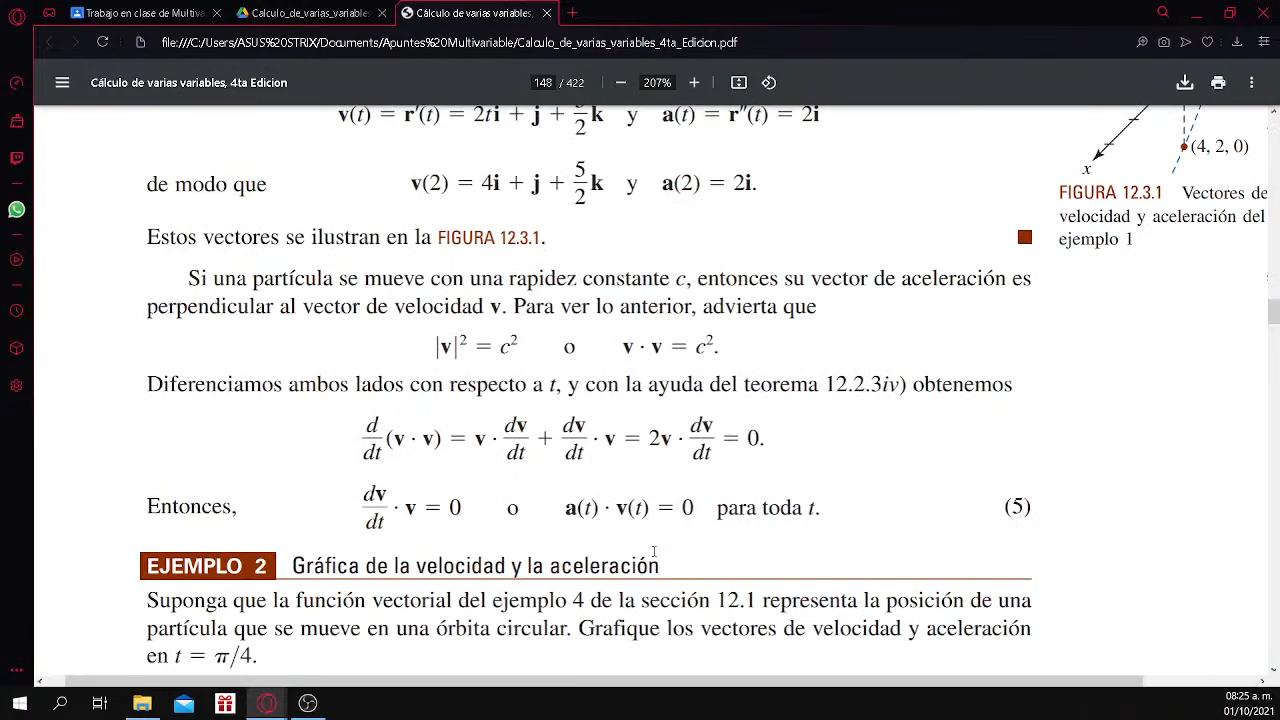 Trabajo en clase de Multiva
Calculo_de_varias_variables_
Cálculo de varias variables,
file:///C:/Users/ASUS%20STRIX/Documents/Apuntes%20Multivariable/Calculo_de_varias_variables_4ta_Edicion.pdf
Cálculo de varias variables, 4ta Edicion
148 / 422
207%
v(t) = r′(t) = 2ti + j + 5/2 k y a(t) = r″(t) = 2i
de modo que v(2) = 4i + j + 5/2 k y a(2) = 2i.
Estos vectores se ilustran en la FIGURA 12.3.1.
Si una partícula se mueve con una rapidez constante c, entonces su vector de aceleración es
perpendicular al vector de velocidad v. Para ver lo anterior, advierta que
|v|² = c² o v · v = c².
Diferenciamos ambos lados con respecto a t, y con la ayuda del teorema 12.2.3iv) obtenemos
d/dt (v · v) = v · dv/dt + dv/dt · v = 2v · dv/dt = 0.
Entonces, dv/dt · v = 0 o a(t) · v(t) = 0 para toda t. (5)
EJEMPLO 2 Gráfica de la velocidad y la aceleración
Suponga que la función vectorial del ejemplo 4 de la sección 12.1 representa la posición de una
partícula que se mueve en una órbita circular. Grafique los vectores de velocidad y aceleración
en t = π/4.
(4, 2, 0)
x
FIGURA 12.3.1 Vectores de
velocidad y aceleración del
ejemplo 1
08:25 a. m.
01/10/2021